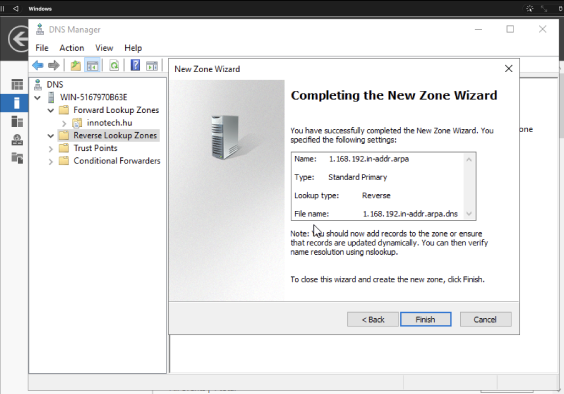 Windows
DNS Manager
File Action View Help
DNS
WIN-5167970B63E
Forward Lookup Zones
innotech.hu
Reverse Lookup Zones
Trust Points
Conditional Forwarders
New Zone Wizard
Completing the New Zone Wizard
You have successfully completed the New Zone Wizard. You
specified the following settings:
Name: 1.168.192.in-addr.arpa
Type: Standard Primary
Lookup type: Reverse
File name: 1.168.192.in-addr.arpa.dns
Note: You should now add records to the zone or ensure
that records are updated dynamically. You can then verify
name resolution using nslookup.
To close this wizard and create the new zone, click Finish.
< Back Finish Cancel
one